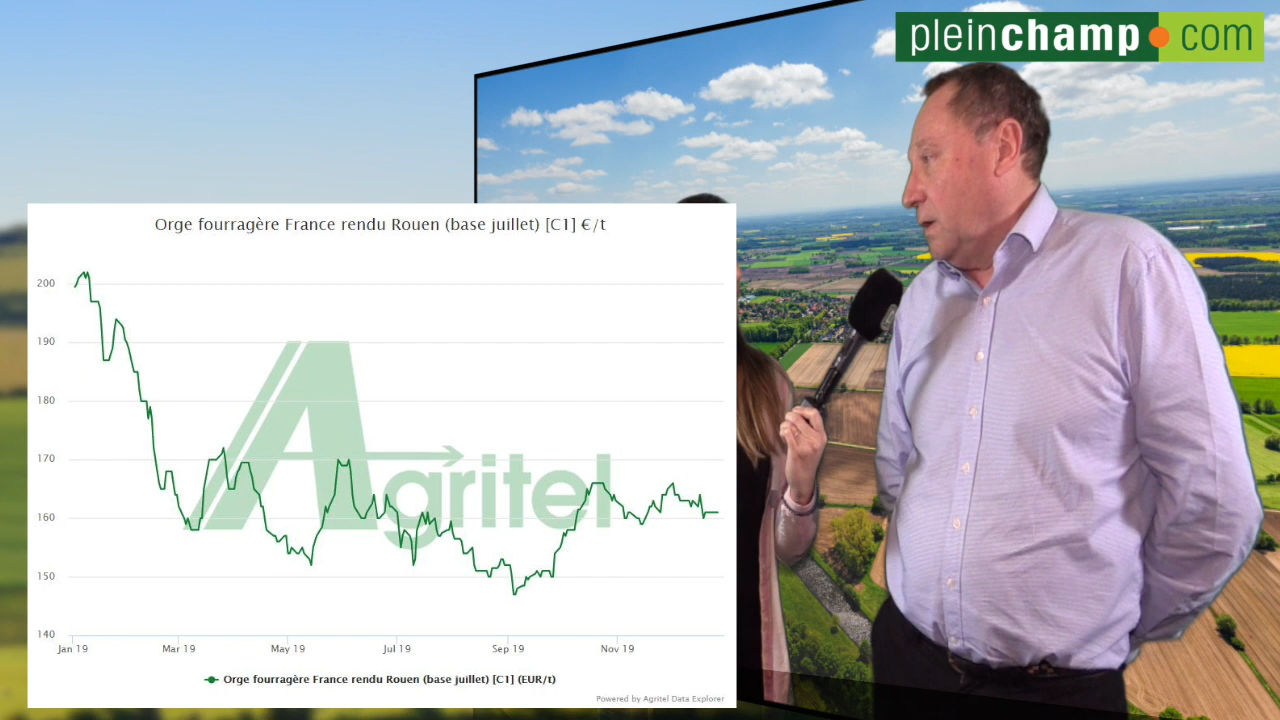 pleinchamp.com
Orge fourragère France rendu Rouen (base juillet) [C1] €/t
200
190
180
170
160
150
140
Agritel
Jan 19
Mar 19
May 19
Jul 19
Sep 19
Nov 19
Orge fourragère France rendu Rouen (base juillet) [C1] (EUR/t)
Powered by Agritel Data Explorer